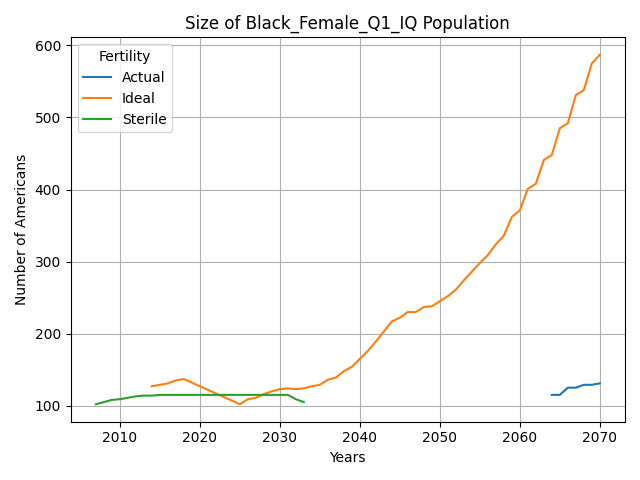 Size of Black_Female_Q1_IQ Population
Fertility
Actual
Ideal
Sterile
600
500
400
300
200
100
Number of Americans
2010 2020 2030 2040 2050 2060 2070
Years